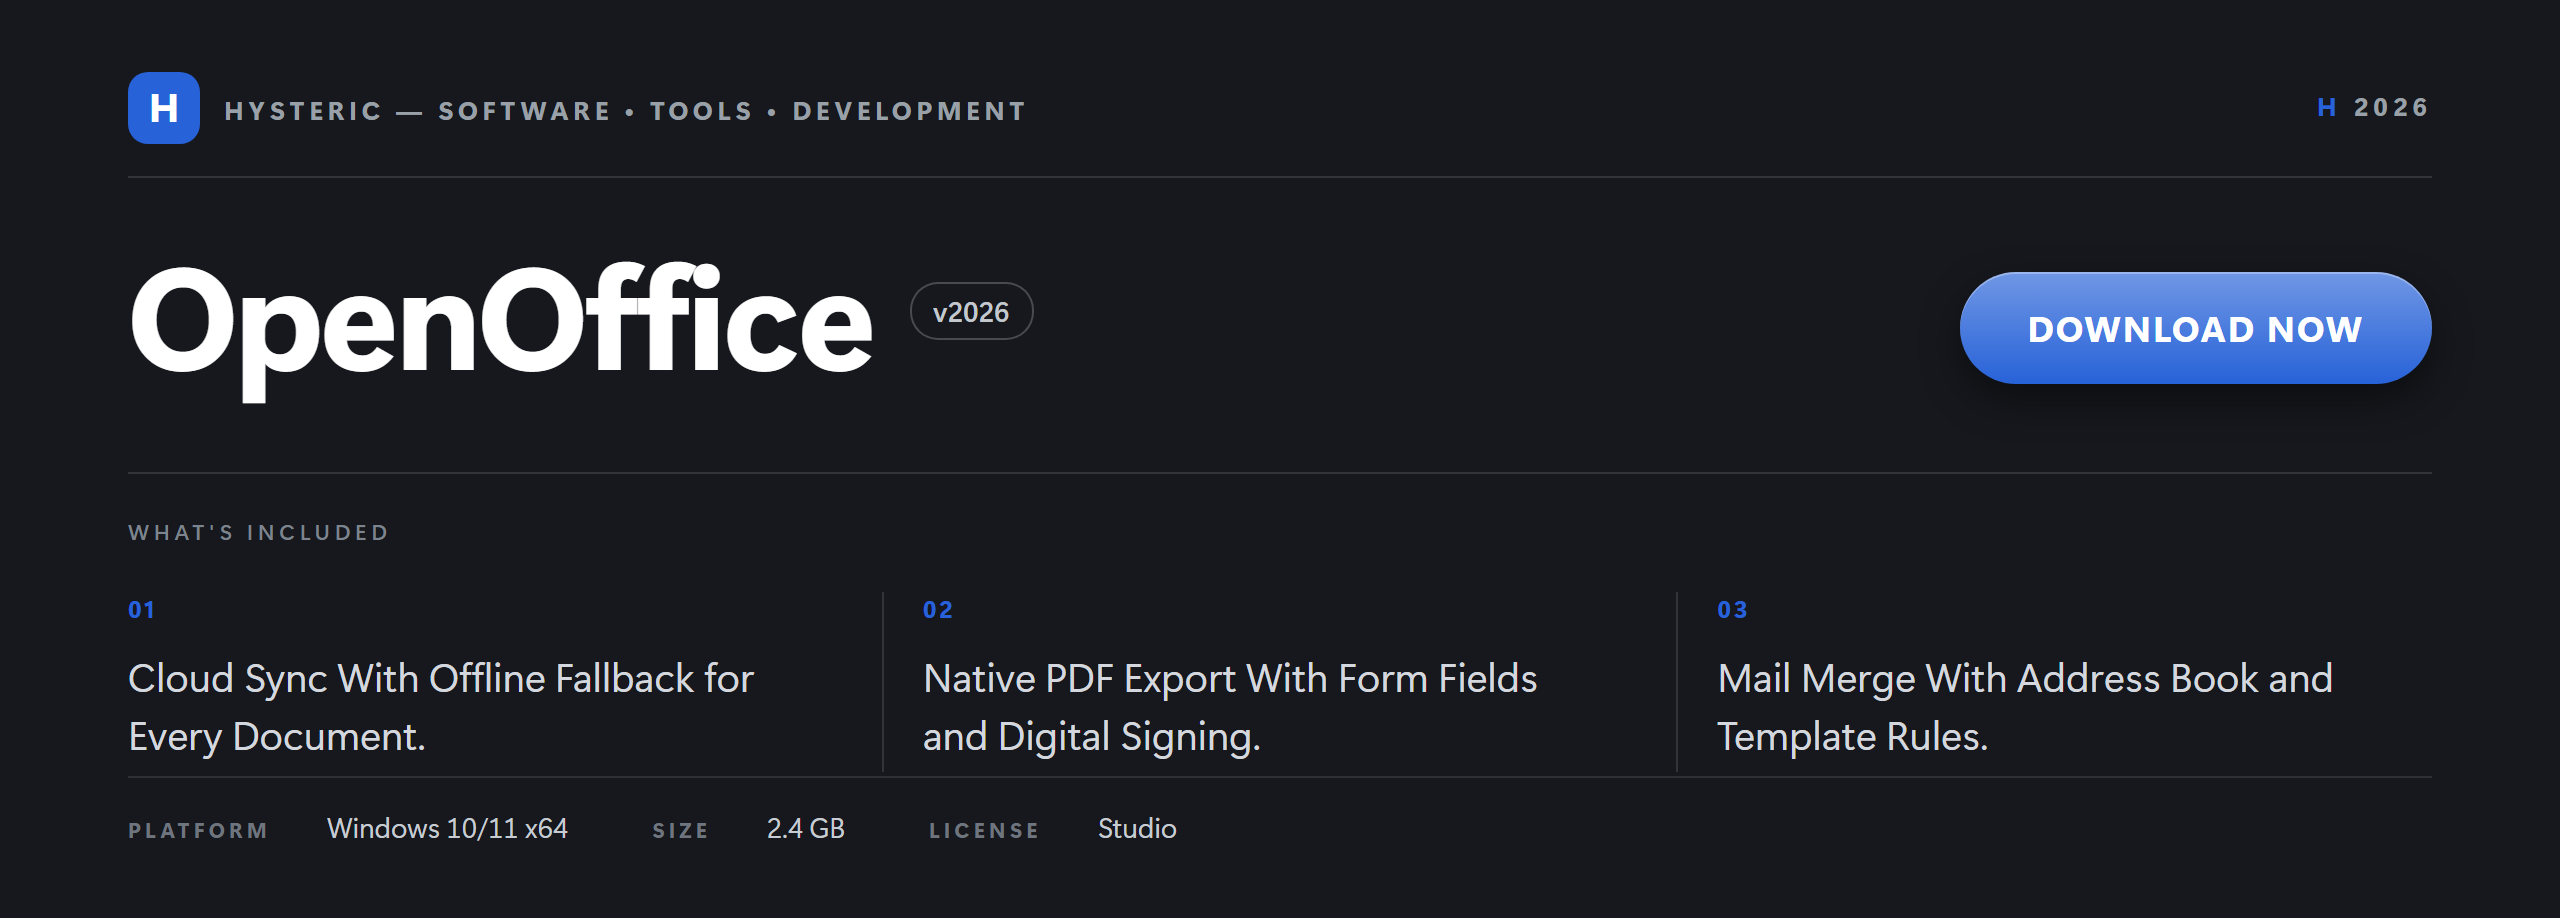 H HYSTERIC — SOFTWARE • TOOLS • DEVELOPMENT
H 2026
OpenOffice v2026
DOWNLOAD NOW
WHAT'S INCLUDED
01
Cloud Sync With Offline Fallback for
Every Document.
02
Native PDF Export With Form Fields
and Digital Signing.
03
Mail Merge With Address Book and
Template Rules.
PLATFORM Windows 10/11 x64 SIZE 2.4 GB LICENSE Studio